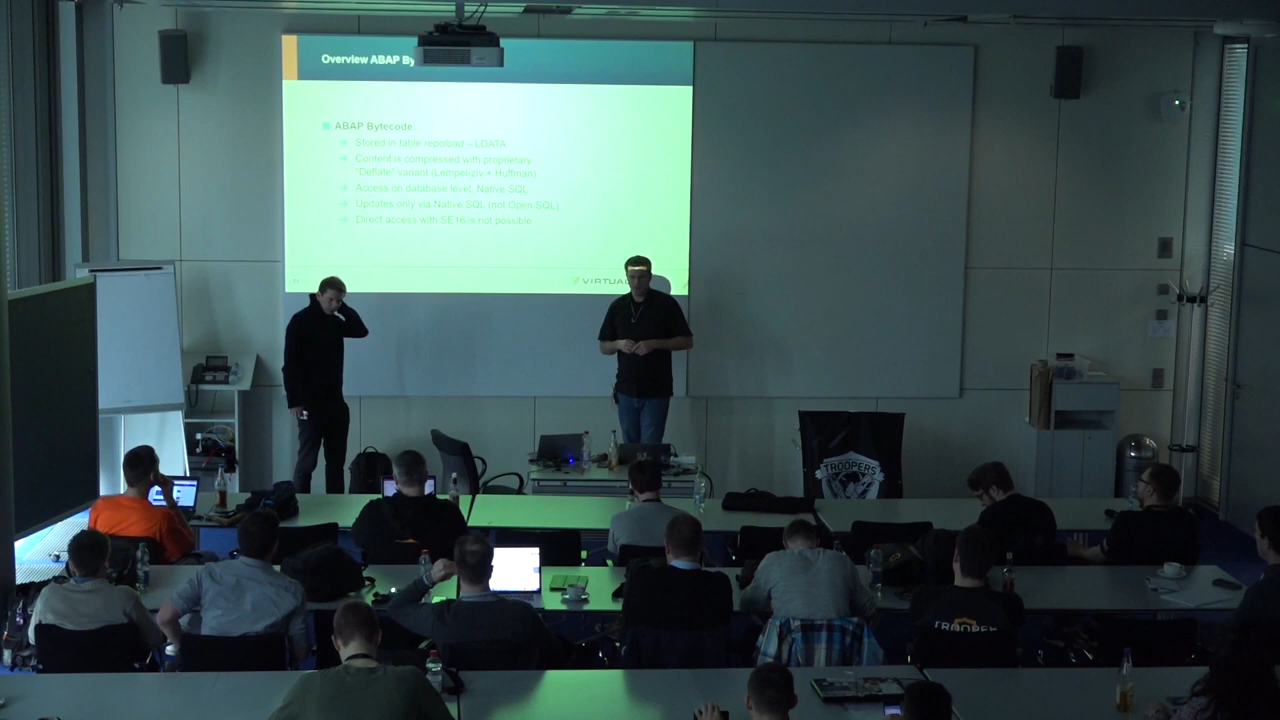 Overview ABAP By
ABAP Bytecode:
Stored in table repoload – LDATA
Content is compressed with proprietary
"Deflate" variant (Lempel-ziv + Huffman)
Access on database level, Native SQL
Updates only via Native SQL (not Open SQL)
Direct access with SE16 is not possible
VIRTUAL
TROOPERS
TROOPER